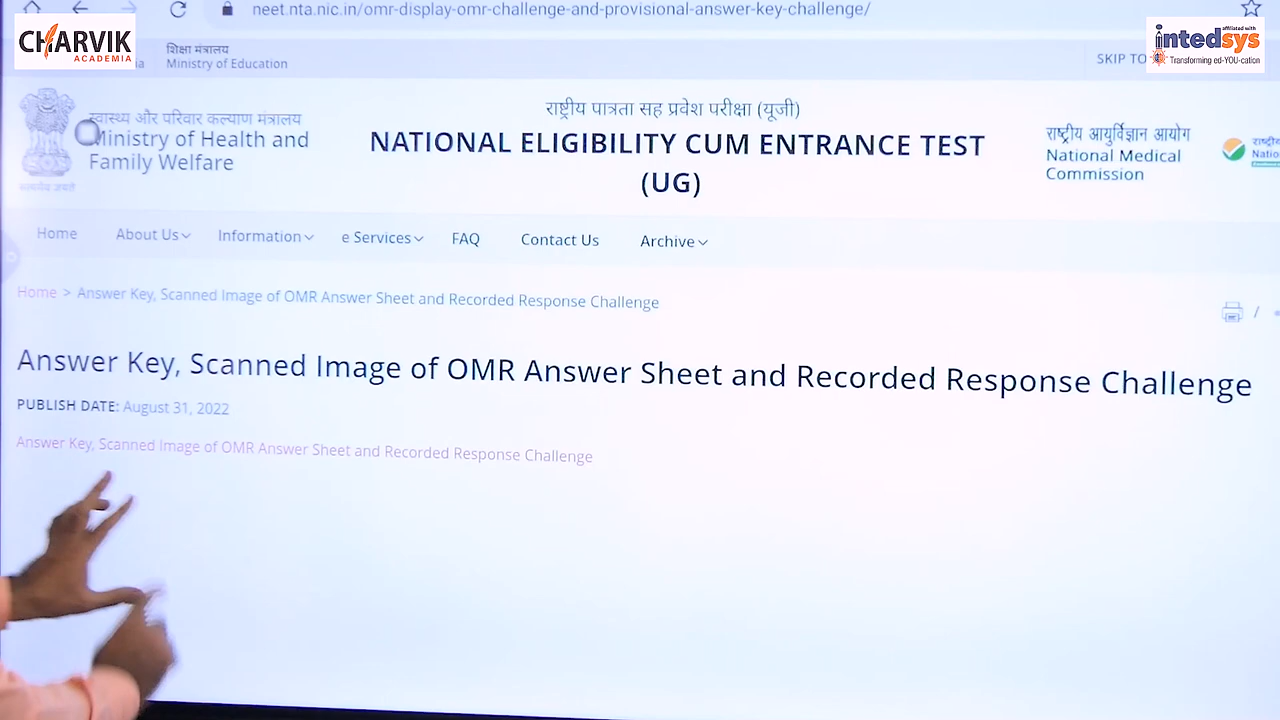 neet.nta.nic.in/omr-display-omr-challenge-and-provisional-answer-key-challenge/
CHARVIK
ACADEMIA
शिक्षा मंत्रालय
Ministry of Education
SKIP TO
affiliated with
intedsys
Transforming ed-YOU-cation
स्वास्थ्य और परिवार कल्याण मंत्रालय
Ministry of Health and
Family Welfare
सत्यमेव जयते
राष्ट्रीय पात्रता सह प्रवेश परीक्षा (यूजी)
NATIONAL ELIGIBILITY CUM ENTRANCE TEST
(UG)
राष्ट्रीय आयुर्विज्ञान आयोग
National Medical
Commission
Home About Us Information e Services FAQ Contact Us Archive
Home > Answer Key, Scanned Image of OMR Answer Sheet and Recorded Response Challenge
Answer Key, Scanned Image of OMR Answer Sheet and Recorded Response Challenge
PUBLISH DATE: August 31, 2022
Answer Key, Scanned Image of OMR Answer Sheet and Recorded Response Challenge